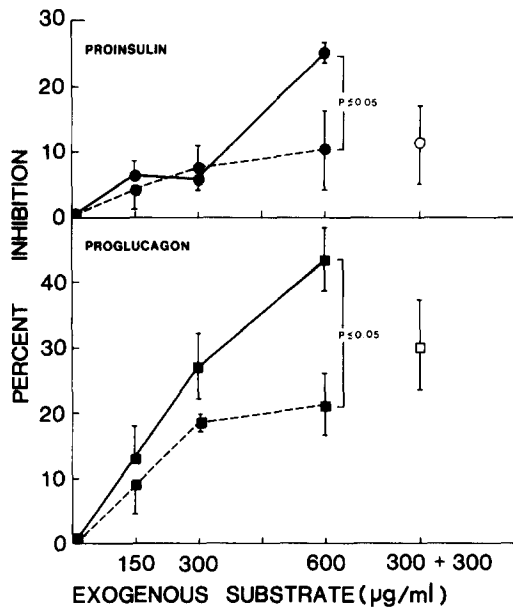 30
20
10
0
PROINSULIN
P≤0.05
PERCENT INHIBITION
PROGLUCAGON
40
30
20
10
0
P≤0.05
150 300 600 300 + 300
EXOGENOUS SUBSTRATE (µg/ml)